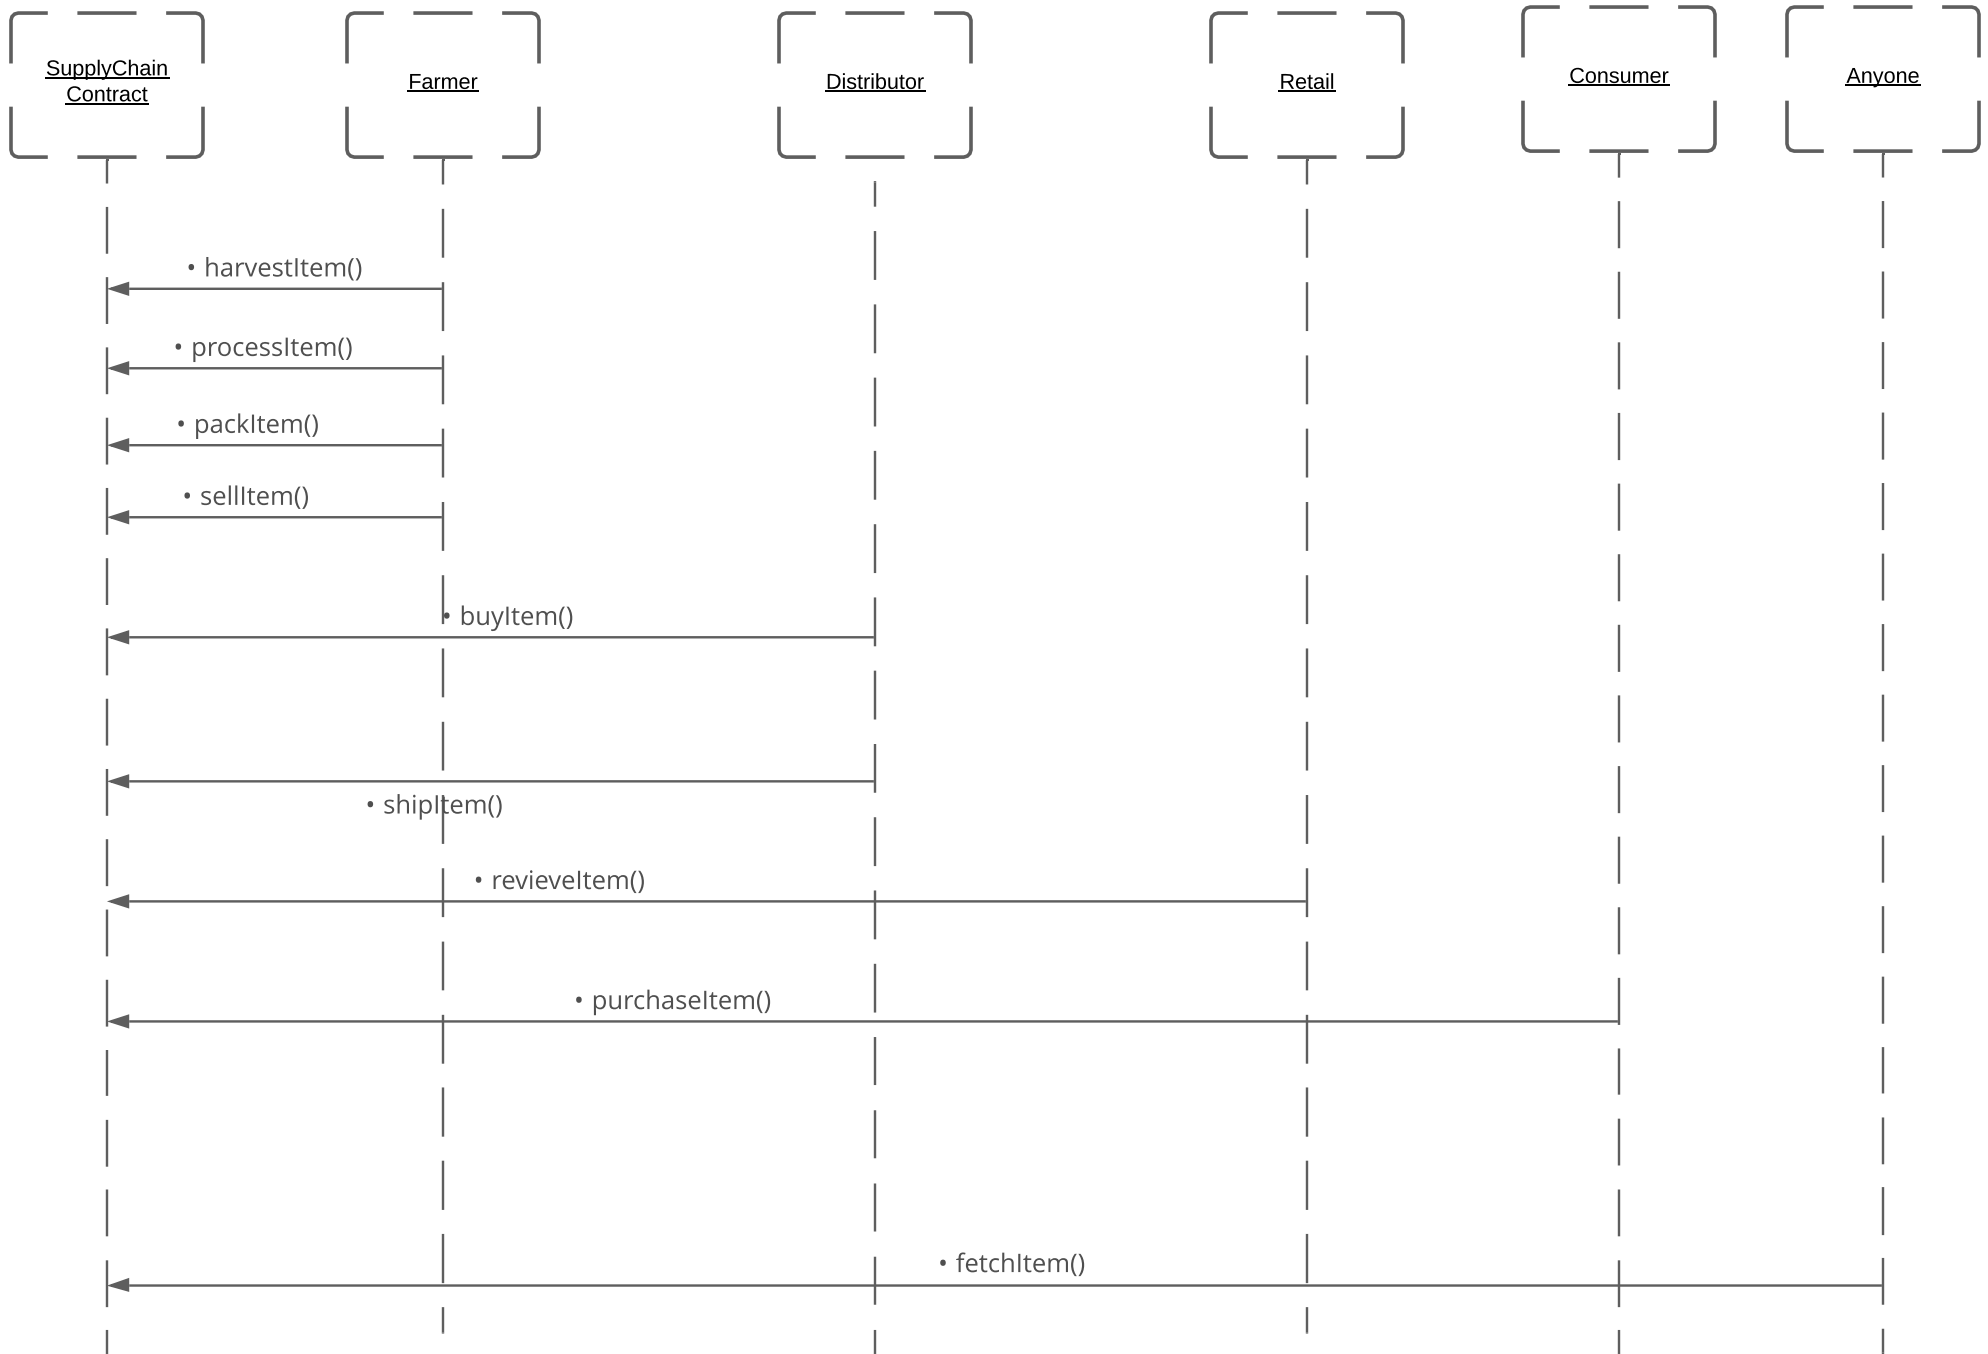 SupplyChain
Contract
Farmer
Distributor
Retail
Consumer
Anyone
• harvestItem()
• processItem()
• packItem()
• sellItem()
• buyItem()
• shipItem()
• revieveItem()
• purchaseItem()
• fetchItem()